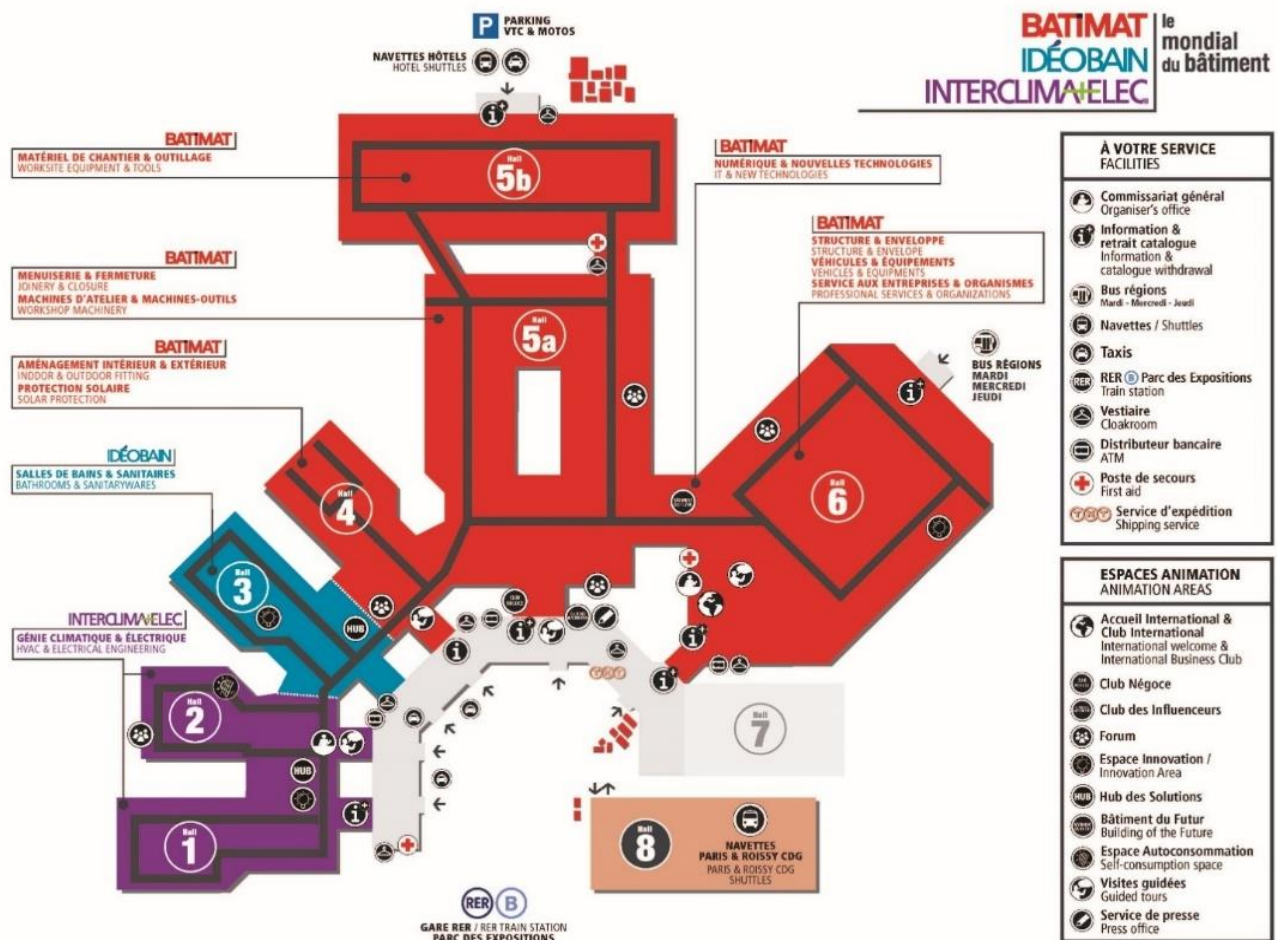 P PARKING
VTC & MOTOS
NAVETTES HÔTELS
HOTEL SHUTTLES
BATIMAT
IDÉOBAIN
INTERCLIMA+ELEC
le
mondial
du bâtiment
BATIMAT
MATÉRIEL DE CHANTIER & OUTILLAGE
WORKSITE EQUIPMENT & TOOLS
BATIMAT
MENUISERIE & FERMETURE
JOINERY & CLOSURE
MACHINES D'ATELIER & MACHINES-OUTILS
WORKSHOP MACHINERY
BATIMAT
AMÉNAGEMENT INTÉRIEUR & EXTÉRIEUR
INDOOR & OUTDOOR FITTING
PROTECTION SOLAIRE
SOLAR PROTECTION
IDÉOBAIN
SALLES DE BAINS & SANITAIRES
BATHROOMS & SANITARYWARES
INTERCLIMA+ELEC
GÉNIE CLIMATIQUE & ÉLECTRIQUE
HVAC & ELECTRICAL ENGINEERING
BATIMAT
NUMÉRIQUE & NOUVELLES TECHNOLOGIES
IT & NEW TECHNOLOGIES
BATIMAT
STRUCTURE & ENVELOPPE
STRUCTURE & ENVELOPE
VÉHICULES & ÉQUIPEMENTS
VEHICLES & EQUIPMENTS
SERVICE AUX ENTREPRISES & ORGANISMES
PROFESSIONAL SERVICES & ORGANIZATIONS
BUS RÉGIONS
MARDI
MERCREDI
JEUDI
Hall
5b
Hall
5a
Hall
4
Hall
6
Hall
3
HUB
Hall
2
HUB
Hall
1
Hall
7
Hall
8
NAVETTES
PARIS & ROISSY CDG
PARIS & ROISSY CDG
SHUTTLES
RER B
GARE RER / RER TRAIN STATION
PARC DES EXPOSITIONS
À VOTRE SERVICE
FACILITIES
Commissariat général
Organiser's office
Information &
retrait catalogue
Information &
catalogue withdrawal
Bus régions
Mardi - Mercredi - Jeudi
Navettes / Shuttles
Taxis
RER RER B Parc des Expositions
Train station
Vestiaire
Cloakroom
Distributeur bancaire
ATM
Poste de secours
First aid
Service d'expédition
Shipping service
ESPACES ANIMATION
ANIMATION AREAS
Accueil International &
Club International
International welcome &
International Business Club
Club Négoce
Club des Influenceurs
Forum
Espace Innovation /
Innovation Area
HUB Hub des Solutions
Bâtiment du Futur
Building of the Future
Espace Autoconsommation
Self-consumption space
Visites guidées
Guided tours
Service de presse
Press office